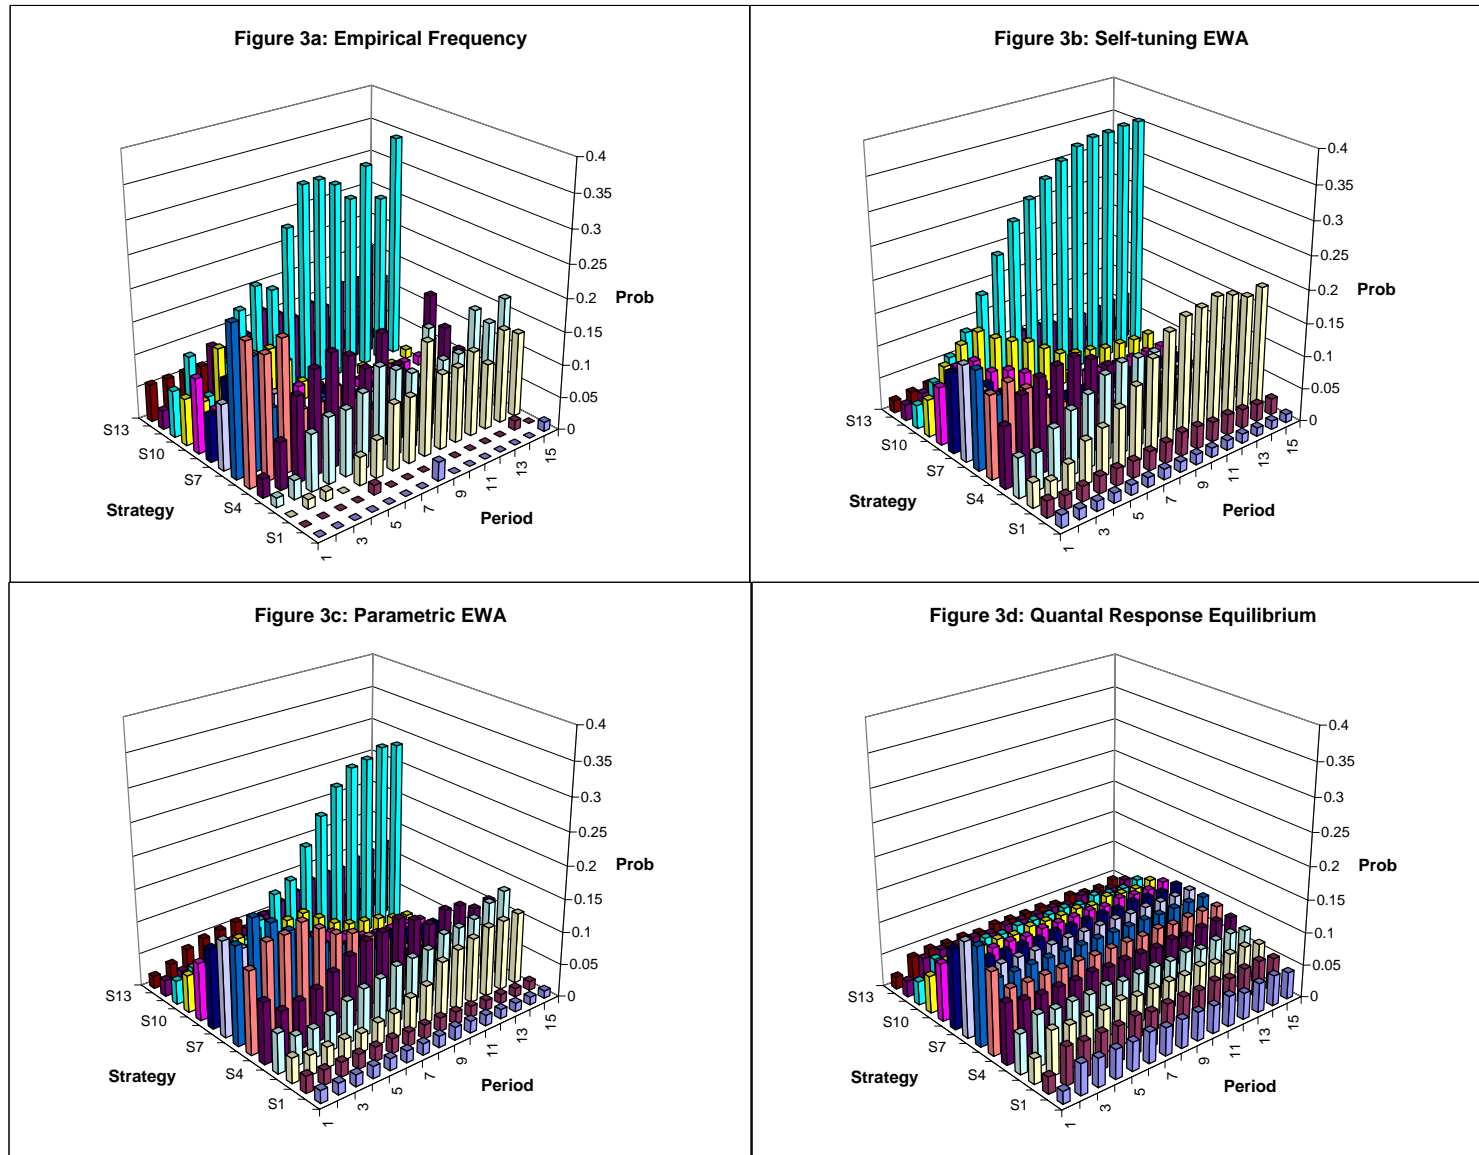 Figure 3a: Empirical Frequency
0.4
0.35
0.3
0.25
0.2
0.15
0.1
0.05
0
Prob
S13
S10
S7
S4
S1
Strategy
1
3
5
7
9
11
13
15
Period
Figure 3b: Self-tuning EWA
0.4
0.35
0.3
0.25
0.2
0.15
0.1
0.05
0
Prob
S13
S10
S7
S4
S1
Strategy
1
3
5
7
9
11
13
15
Period
Figure 3c: Parametric EWA
0.4
0.35
0.3
0.25
0.2
0.15
0.1
0.05
0
Prob
S13
S10
S7
S4
S1
Strategy
1
3
5
7
9
11
13
15
Period
Figure 3d: Quantal Response Equilibrium
0.4
0.35
0.3
0.25
0.2
0.15
0.1
0.05
0
Prob
S13
S10
S7
S4
S1
Strategy
1
3
5
7
9
11
13
15
Period